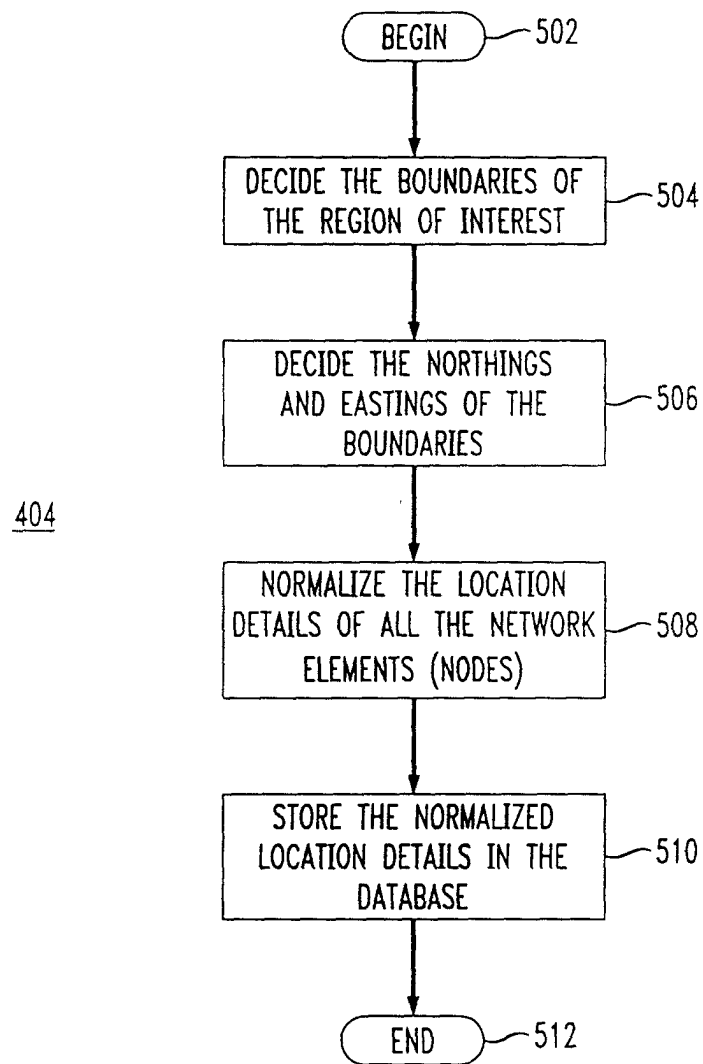 BEGIN
502
DECIDE THE BOUNDARIES OF
THE REGION OF INTEREST
504
DECIDE THE NORTHINGS
AND EASTINGS OF THE
BOUNDARIES
506
404
NORMALIZE THE LOCATION
DETAILS OF ALL THE NETWORK
ELEMENTS (NODES)
508
STORE THE NORMALIZED
LOCATION DETAILS IN THE
DATABASE
510
END
512